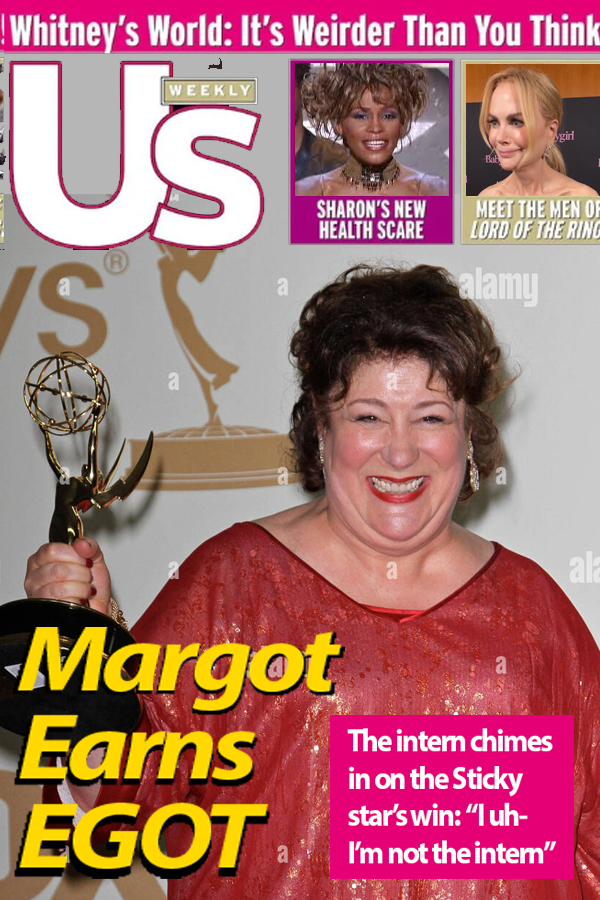 Whitney's World: It's Weirder Than You Think
Us
WEEKLY
SHARON'S NEW
HEALTH SCARE
MEET THE MEN OF
LORD OF THE RING
YS®
alamy
a
a
a
a
a
a
a
alamy
a
a
Margot
Earns
EGOT
The intern chimes
in on the Sticky
star's win: “I uh-
I'm not the intern”